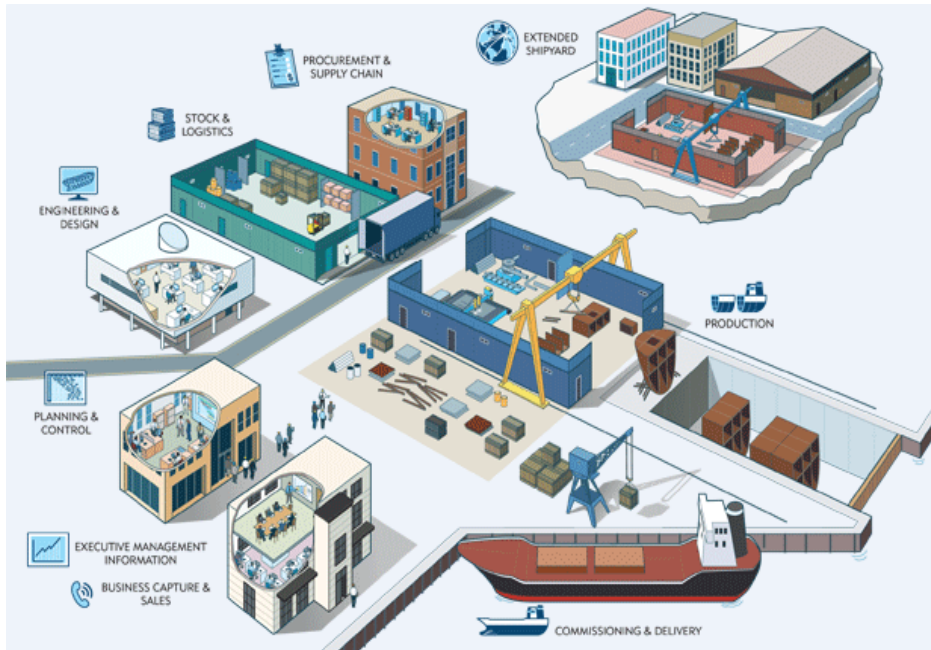 EXTENDED
SHIPYARD
PROCUREMENT &
SUPPLY CHAIN
STOCK &
LOGISTICS
ENGINEERING &
DESIGN
PRODUCTION
PLANNING &
CONTROL
EXECUTIVE MANAGEMENT
INFORMATION
BUSINESS CAPTURE &
SALES
COMMISSIONING & DELIVERY